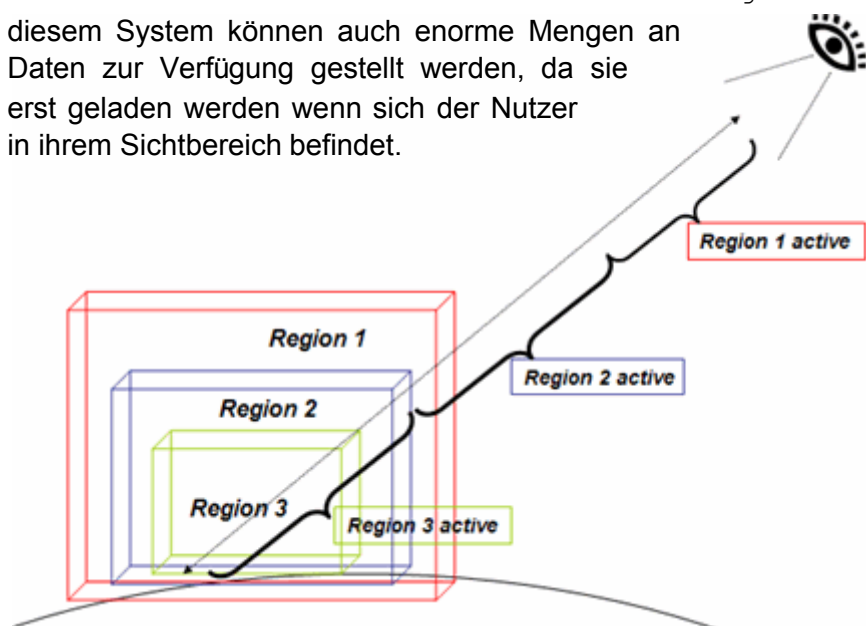 diesem System können auch enorme Mengen an
Daten zur Verfügung gestellt werden, da sie
erst geladen werden wenn sich der Nutzer
in ihrem Sichtbereich befindet.
Region 1 active
Region 1
Region 2 active
Region 2
Region 3
Region 3 active